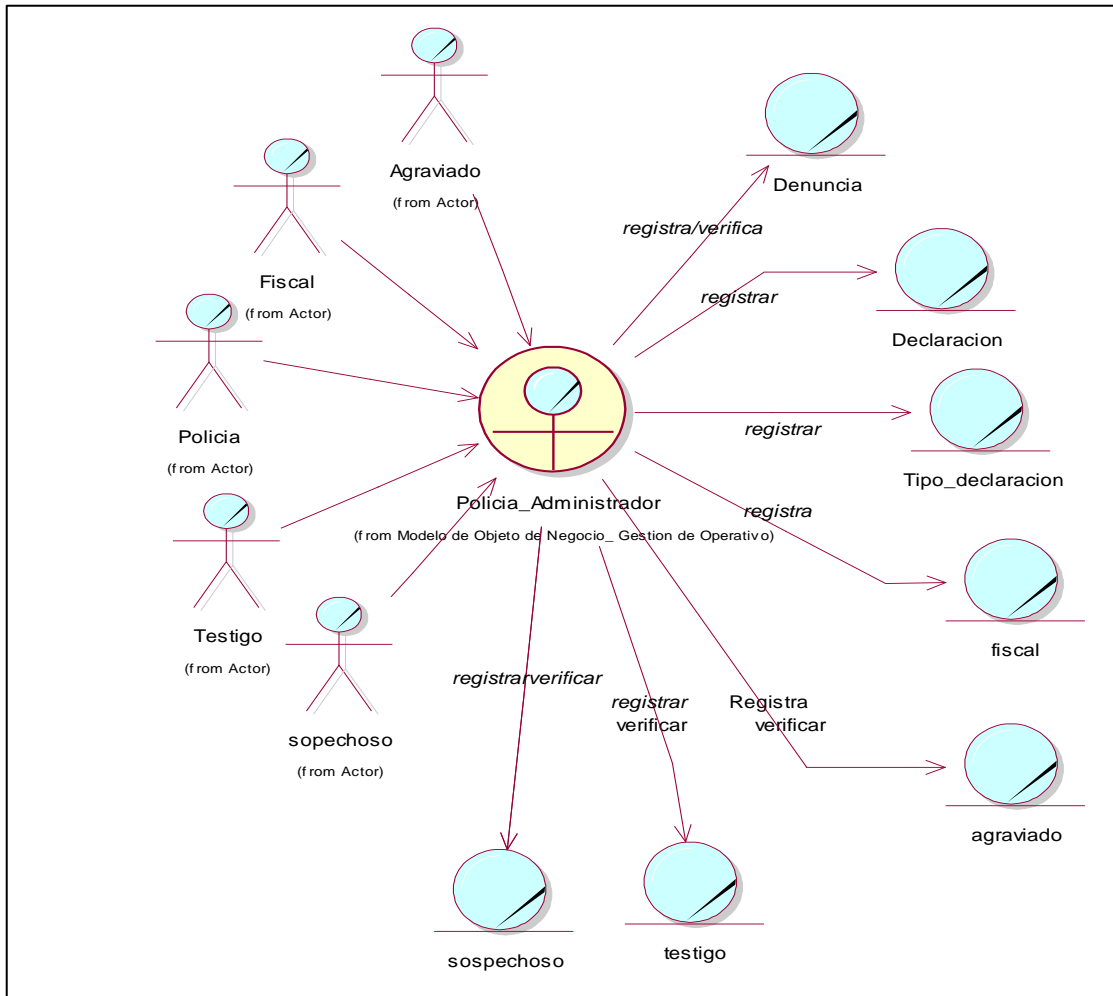 Agraviado
(from Actor)
Fiscal
(from Actor)
Policia
(from Actor)
Testigo
(from Actor)
sopechoso
(from Actor)
Policia_Administrador
(from Modelo de Objeto de Negocio_ Gestion de Operativo)
registra/verifica
Denuncia
registrar
Declaracion
registrar
Tipo_declaracion
registra
fiscal
Registra
verificar
agraviado
registrar
verificar
testigo
registrarverificar
sospechoso